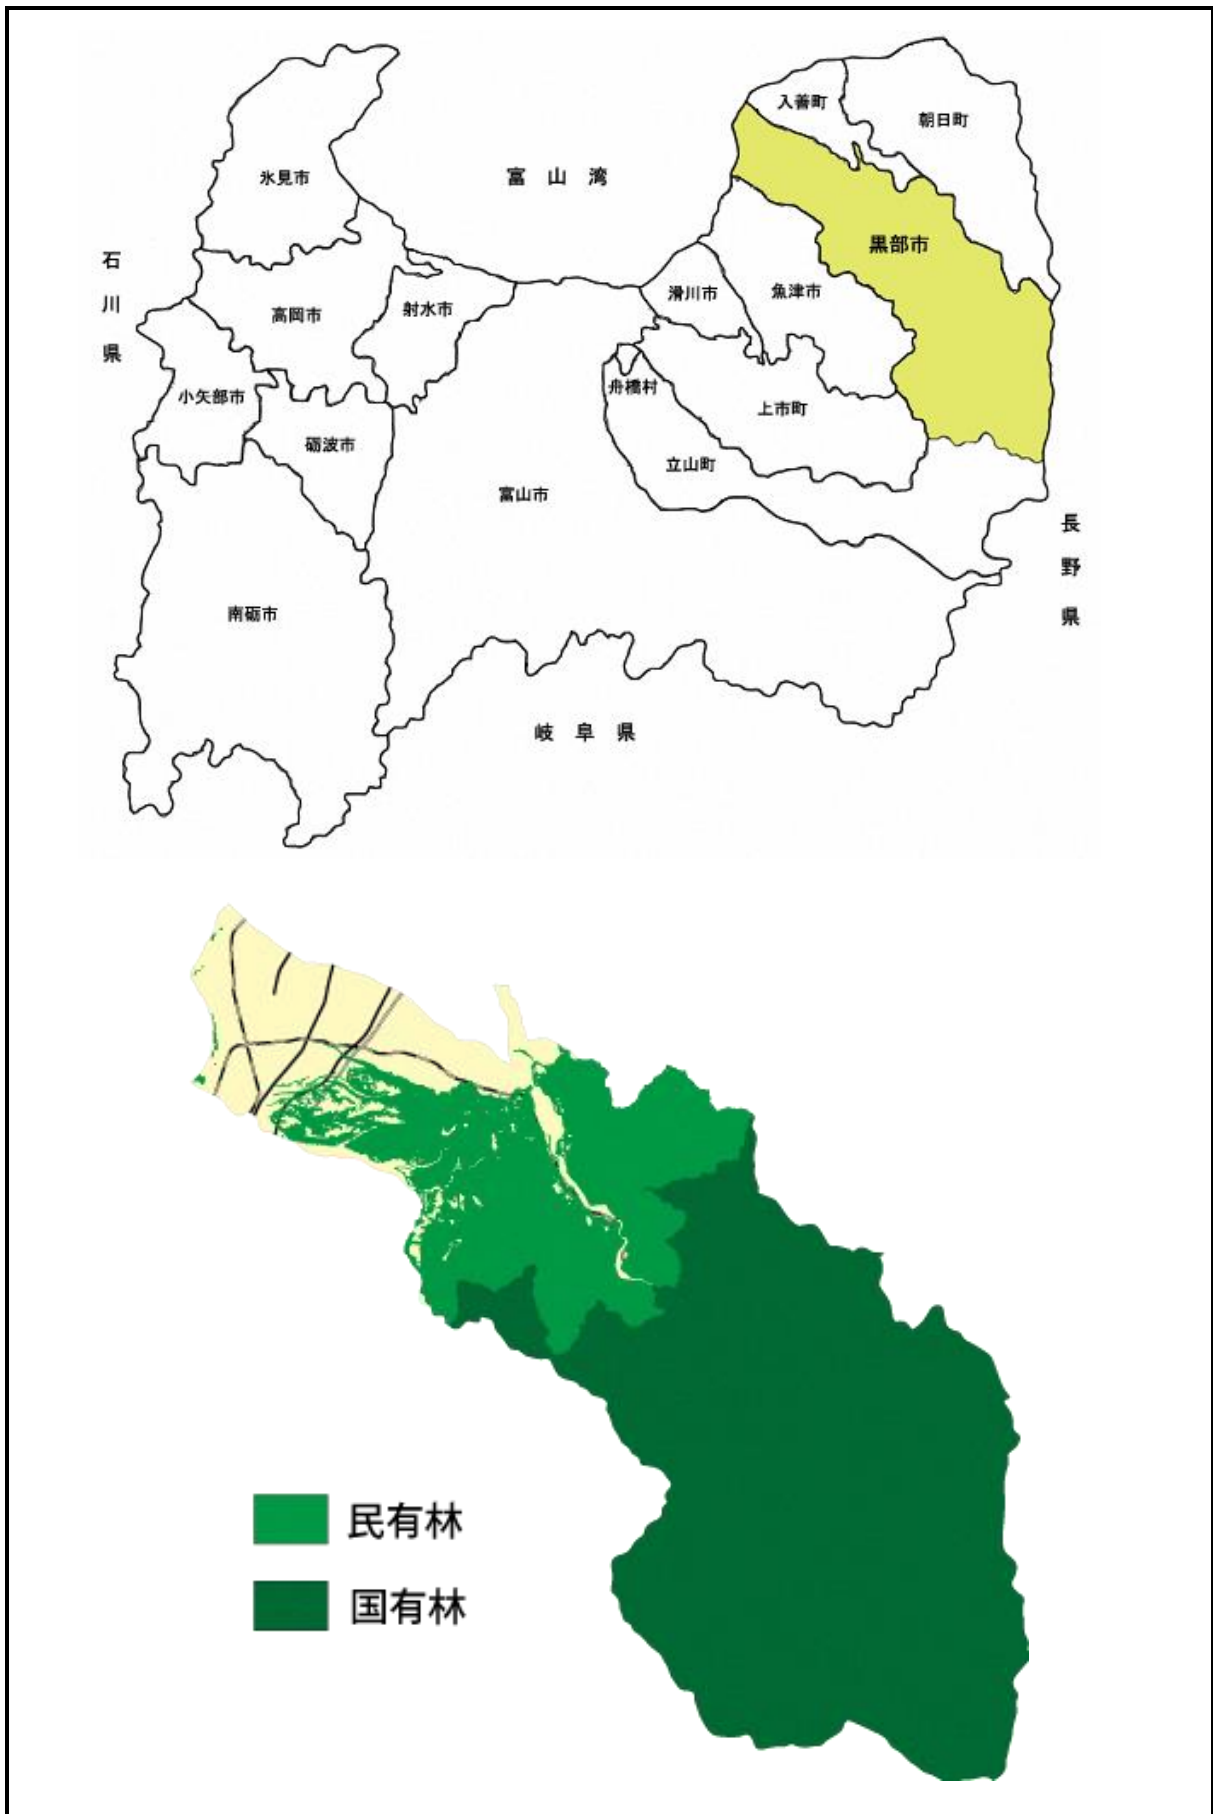 入善町
朝日町
氷見市
富山湾
黒部市
石川県
滑川市
魚津市
射水市
高岡市
舟橋村
小矢部市
上市町
砺波市
立山町
富山市
長野県
南砺市
岐阜県
民有林
国有林